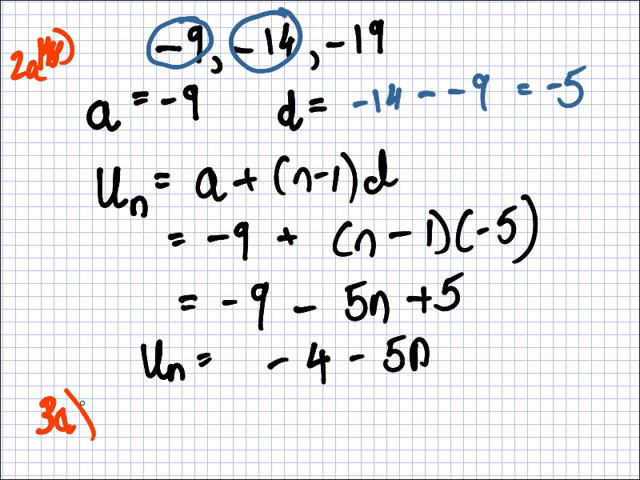 2a) -9, -14, -19
a = -9 d = -14 - -9 = -5
Un = a + (n-1)d
= -9 + (n - 1)(-5)
= -9 - 5n + 5
Un = -4 - 5n
3a)